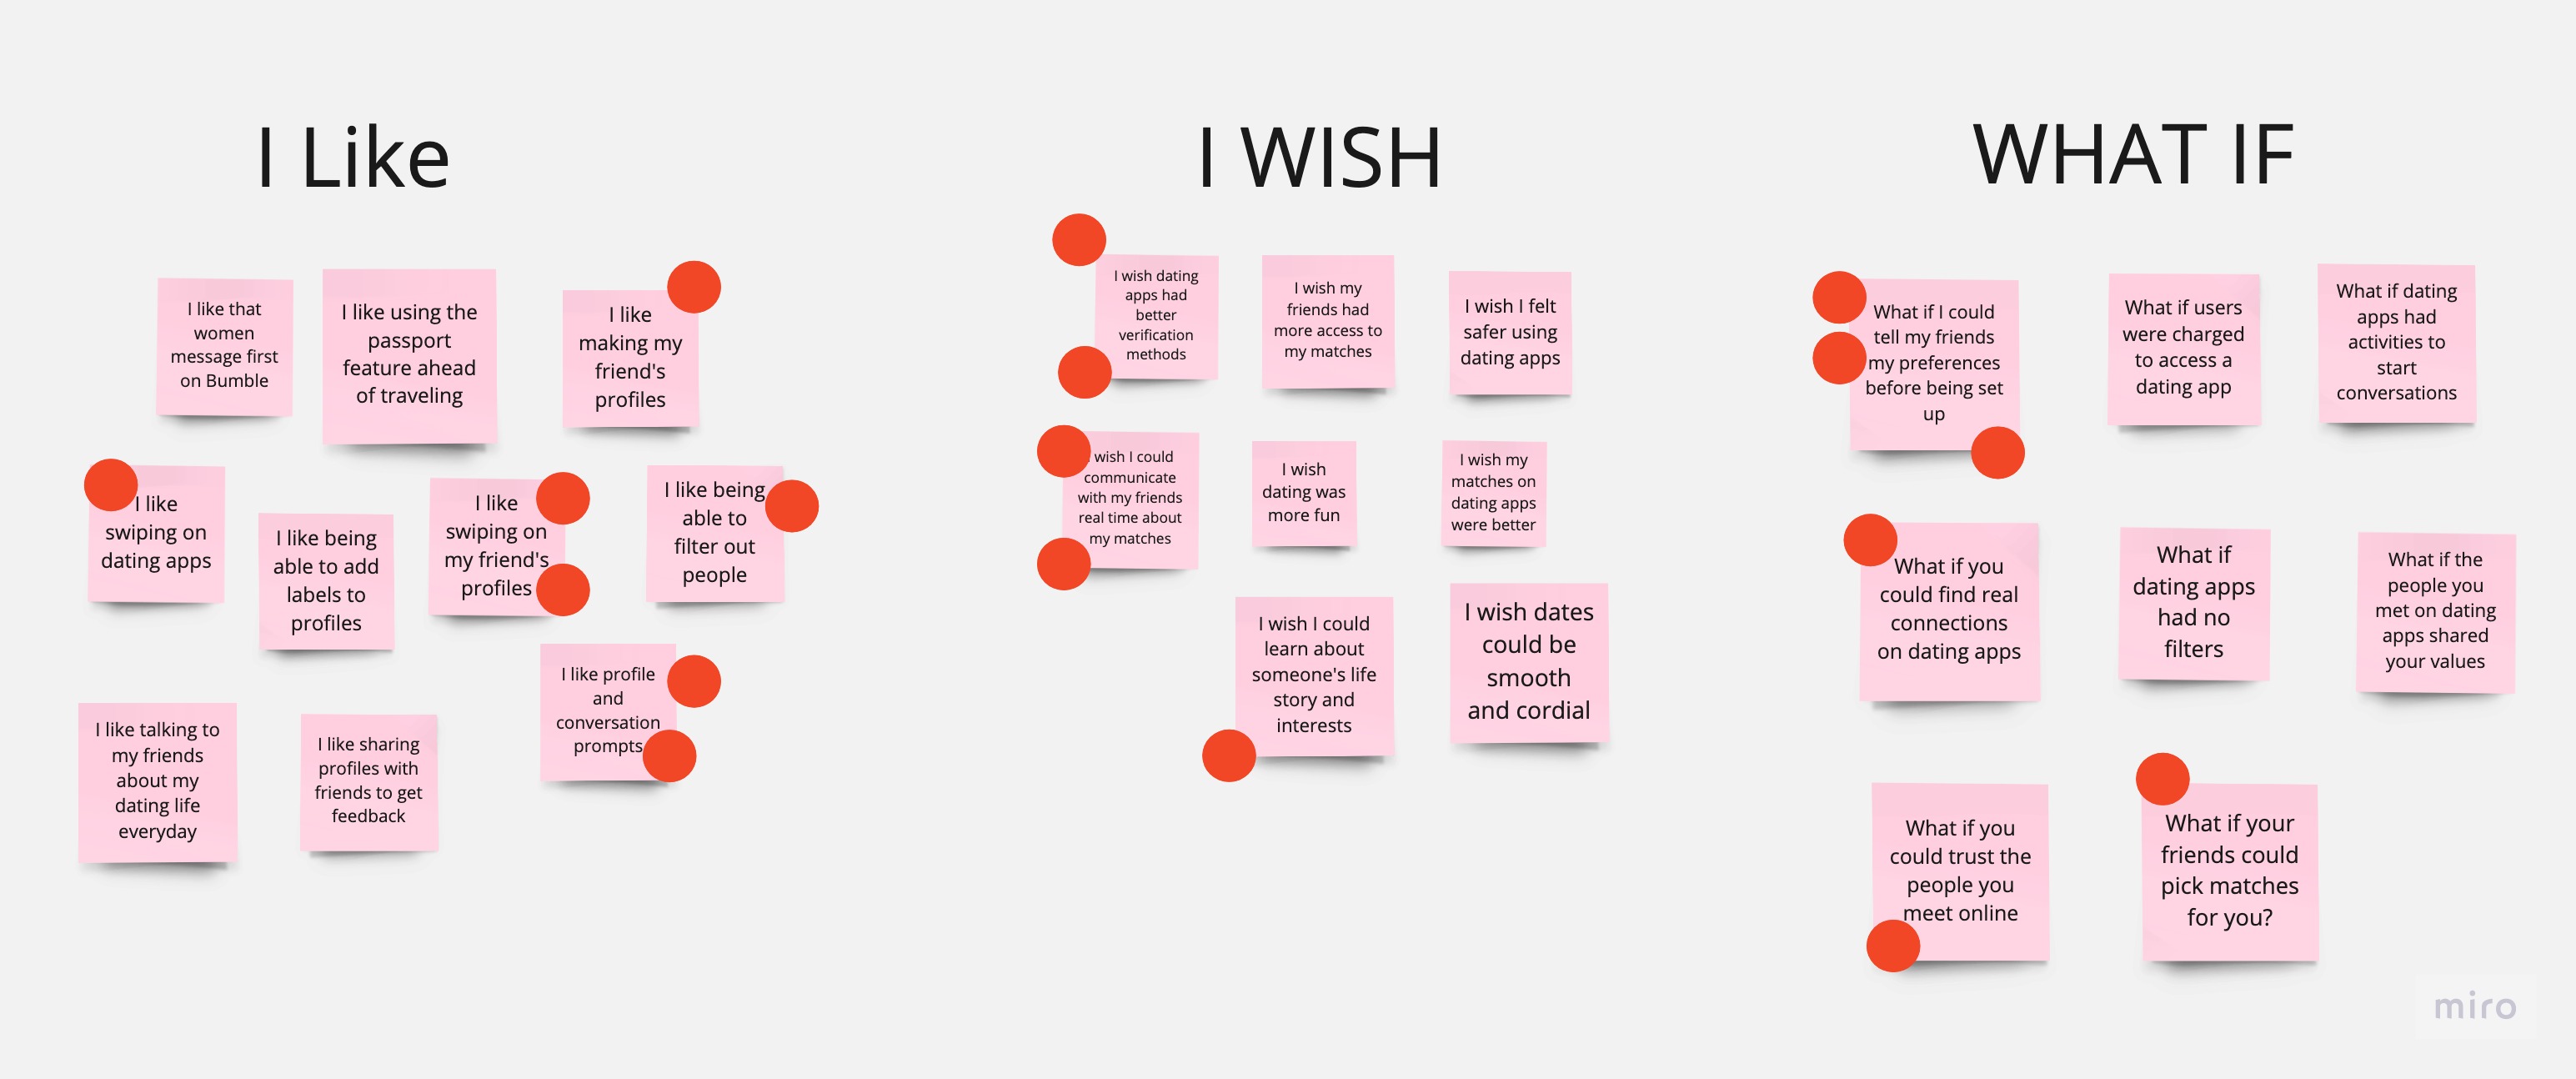 I Like
I like that
women
message first
on Bumble
I like using the
passport
feature ahead
of traveling
I like
making my
friend's
profiles
I like
swiping on
dating apps
I like being
able to add
labels to
profiles
I like
swiping on
my friend's
profiles
I like being
able to
filter out
people
I like talking to
my friends
about my
dating life
everyday
I like sharing
profiles with
friends to get
feedback
I like profile
and
conversation
prompts
I WISH
I wish dating
apps had
better
verification
methods
I wish my
friends had
more access to
my matches
I wish I felt
safer using
dating apps
wish I could
communicate
with my friends
real time about
my matches
I wish
dating was
more fun
I wish my
matches on
dating apps
were better
I wish I could
learn about
someone's life
story and
interests
I wish dates
could be
smooth
and cordial
WHAT IF
What if I could
tell my friends
my preferences
before being set
up
What if users
were charged
to access a
dating app
What if dating
apps had
activities to
start
conversations
What if you
could find real
connections
on dating apps
What if
dating apps
had no
filters
What if the
people you
met on dating
apps shared
your values
What if you
could trust the
people you
meet online
What if your
friends could
pick matches
for you?
miro